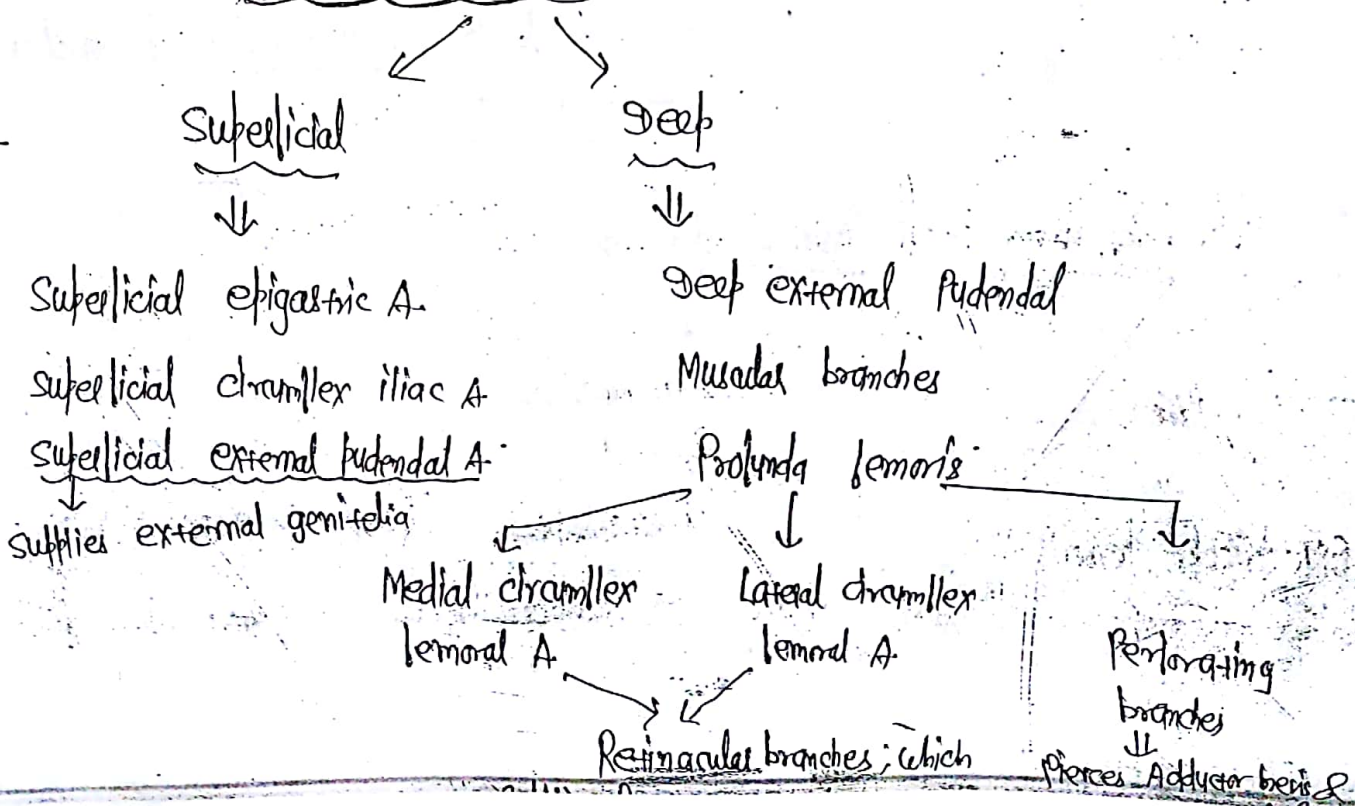 Superficial
Deep
Superficial epigastric A.
Deep external Pudendal
Superficial circumflex iliac A
Muscular branches
Superficial external pudendal A.
Profunda femoris
supplies external genitelia
Medial circumflex
femoral A.
Lateral circumflex
femoral A.
Perforating
branches
Retinacular branches; which
Pierces Adductor brevis &